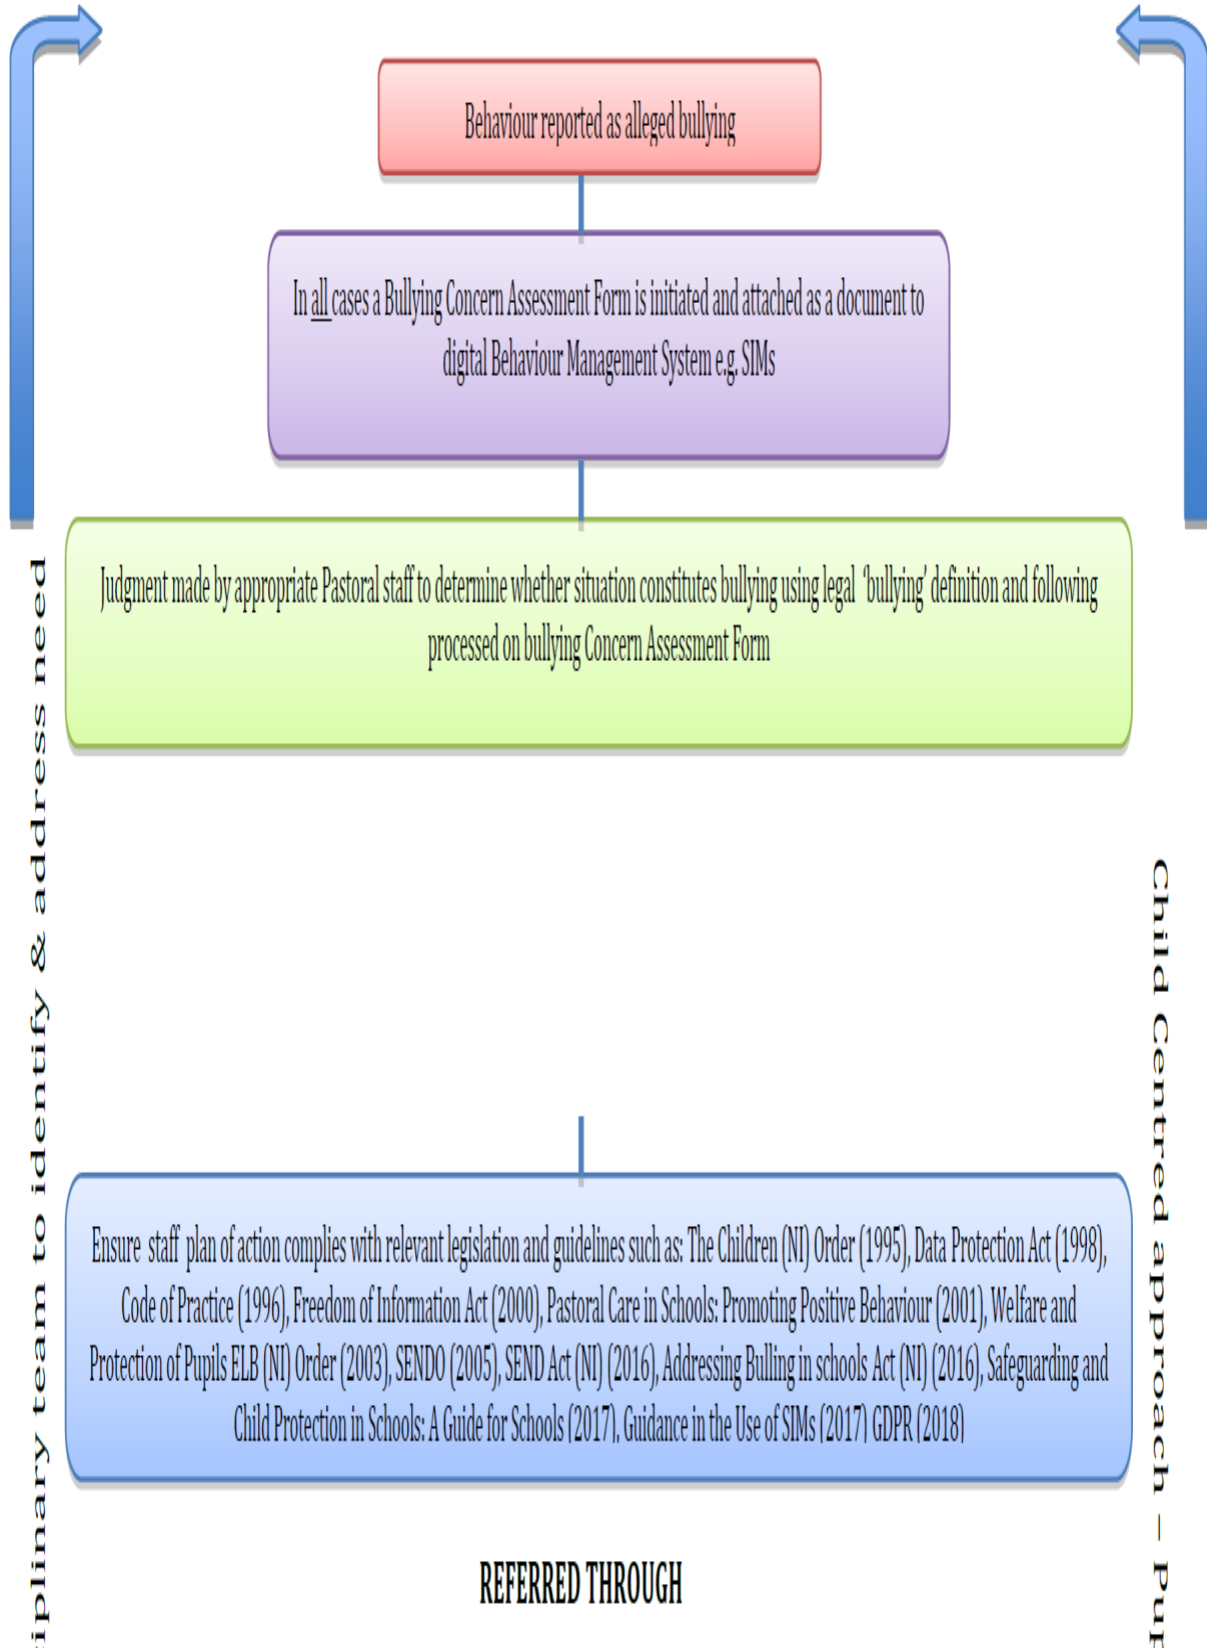 Behaviour reported as alleged bullying
In all cases a Bullying Concern Assessment Form is initiated and attached as a document to
digital Behaviour Management System e.g. SIMs
Judgment made by appropriate Pastoral staff to determine whether situation constitutes bullying using legal ‘bullying’ definition and following
processed on bullying Concern Assessment Form
Ensure staff plan of action complies with relevant legislation and guidelines such as: The Children (NI) Order (1995), Data Protection Act (1998),
Code of Practice (1996), Freedom of Information Act (2000), Pastoral Care in Schools: Promoting Positive Behaviour (2001), Welfare and
Protection of Pupils ELB (NI) Order (2003), SENDO (2005), SEND Act (NI) (2016), Addressing Bulling in schools Act (NI) (2016), Safeguarding and
Child Protection in Schools: A Guide for Schools (2017), Guidance in the Use of SIMs (2017) GDPR (2018)
REFERRED THROUGH
team to identify & address need
Child Centred approach –